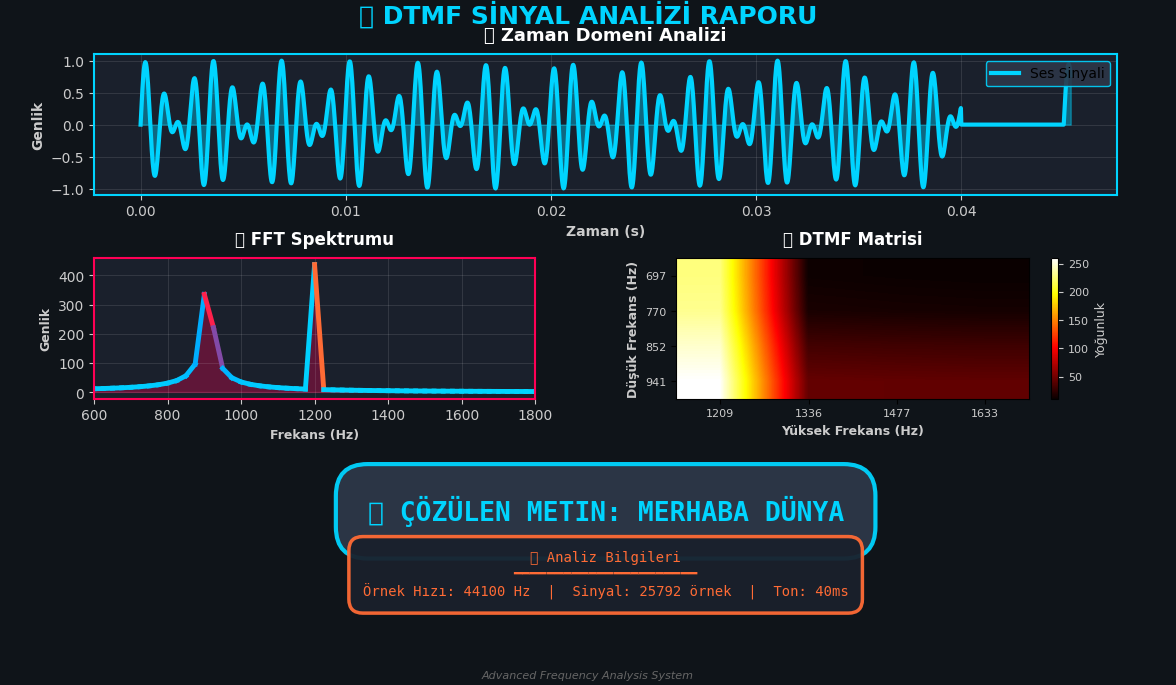 DTMF SİNYAL ANALİZİ RAPORU
Zaman Domeni Analizi
Genlik
1.0
0.5
0.0
−0.5
−1.0
Ses Sinyali
0.00 0.01 0.02 0.03 0.04
Zaman (s)
FFT Spektrumu
Genlik
400
300
200
100
0
600 800 1000 1200 1400 1600 1800
Frekans (Hz)
DTMF Matrisi
Düşük Frekans (Hz)
697
770
852
941
1209 1336 1477 1633
Yüksek Frekans (Hz)
250
200
150
100
50
Yoğunluk
ÇÖZÜLEN METIN: MERHABA DÜNYA
Analiz Bilgileri
Örnek Hızı: 44100 Hz | Sinyal: 25792 örnek | Ton: 40ms
Advanced Frequency Analysis System